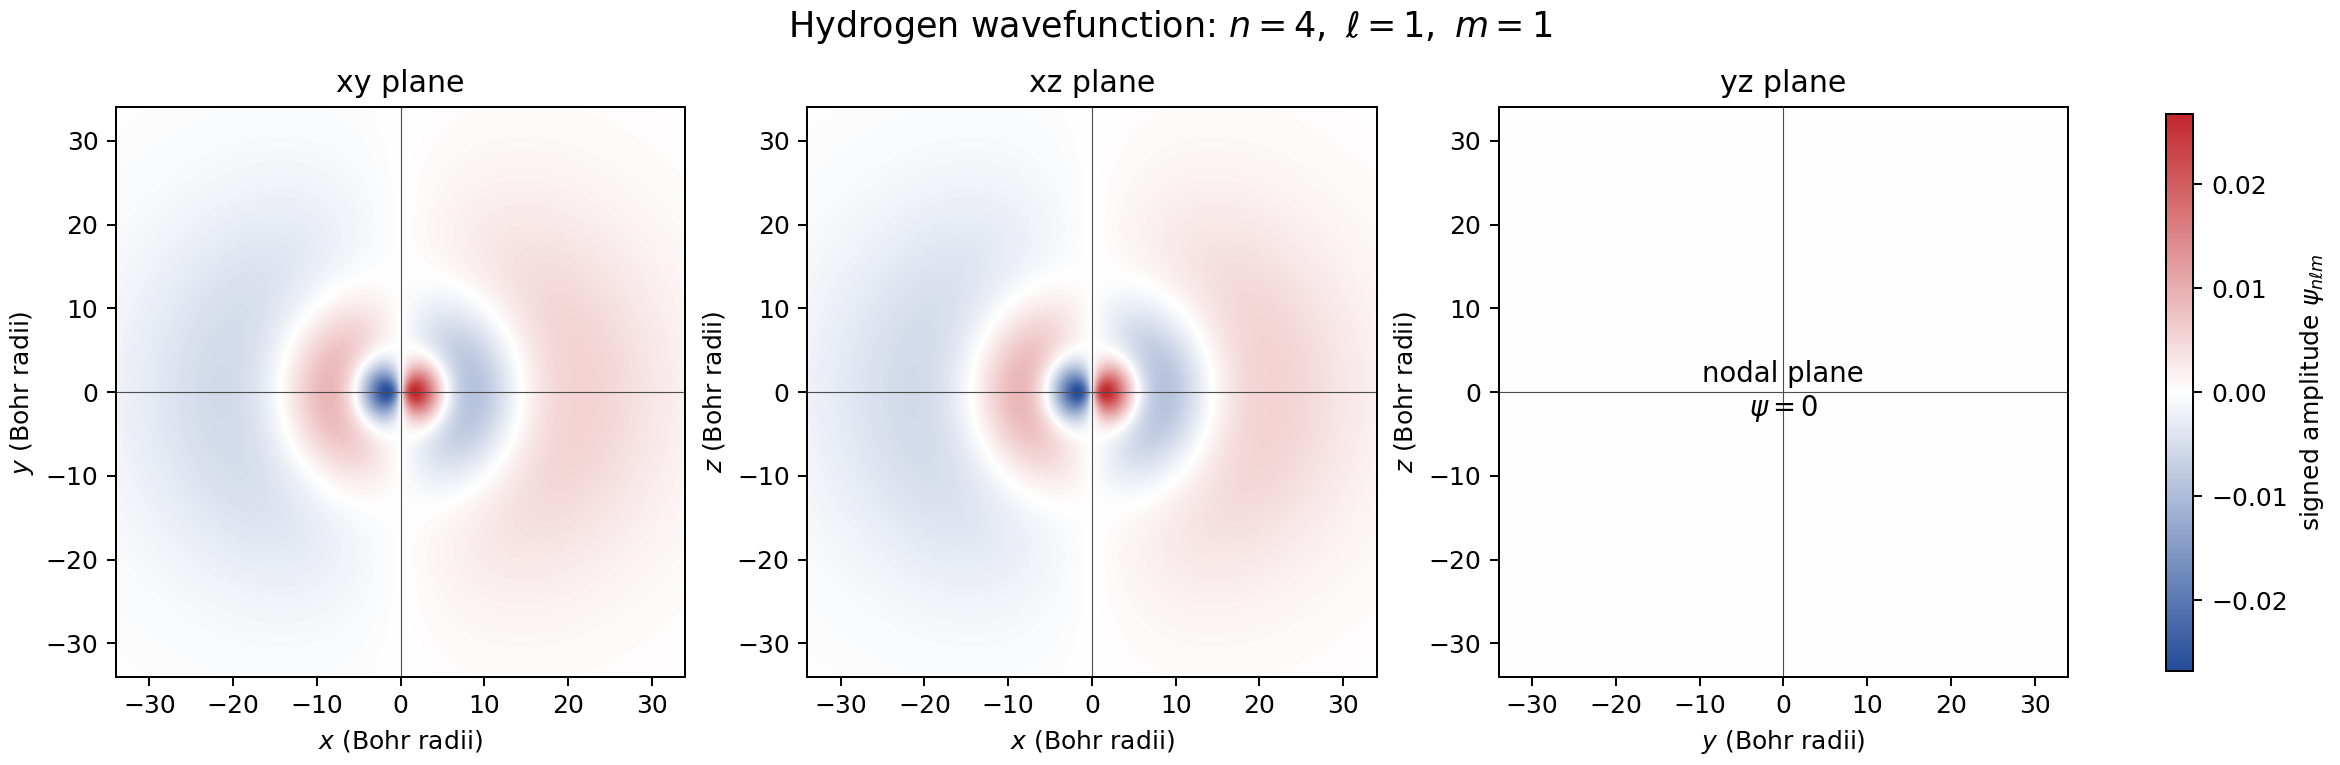 Hydrogen wavefunction: n = 4, ℓ = 1, m = 1
xy plane
30
20
10
0
−10
−20
−30
y (Bohr radii)
−30 −20 −10 0 10 20 30
x (Bohr radii)
xz plane
30
20
10
0
−10
−20
−30
z (Bohr radii)
−30 −20 −10 0 10 20 30
x (Bohr radii)
yz plane
30
20
10
0
−10
−20
−30
z (Bohr radii)
nodal plane
ψ = 0
−30 −20 −10 0 10 20 30
y (Bohr radii)
0.02
0.01
0.00
−0.01
−0.02
signed amplitude ψnℓm